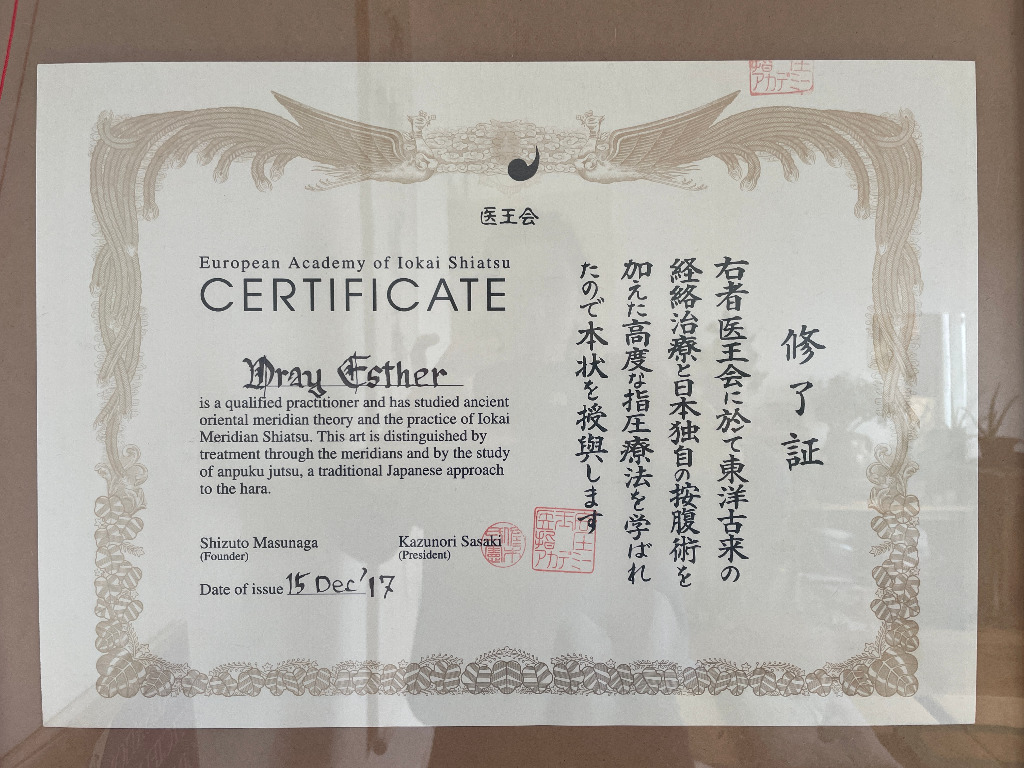 医王会
European Academy of Iokai Shiatsu
CERTIFICATE
Dray Esther
is a qualified practitioner and has studied ancient
oriental meridian theory and the practice of Iokai
Meridian Shiatsu. This art is distinguished by
treatment through the meridians and by the study
of anpuku jutsu, a traditional Japanese approach
to the hara.
Shizuto Masunaga
(Founder)
Kazunori Sasaki
(President)
Date of issue 15 Dec '17
修了証
右者医王会に於て東洋古来の
経絡治療と日本独自の按腹術を
加えた高度な指圧療法を学ばれ
たので本状を授與します